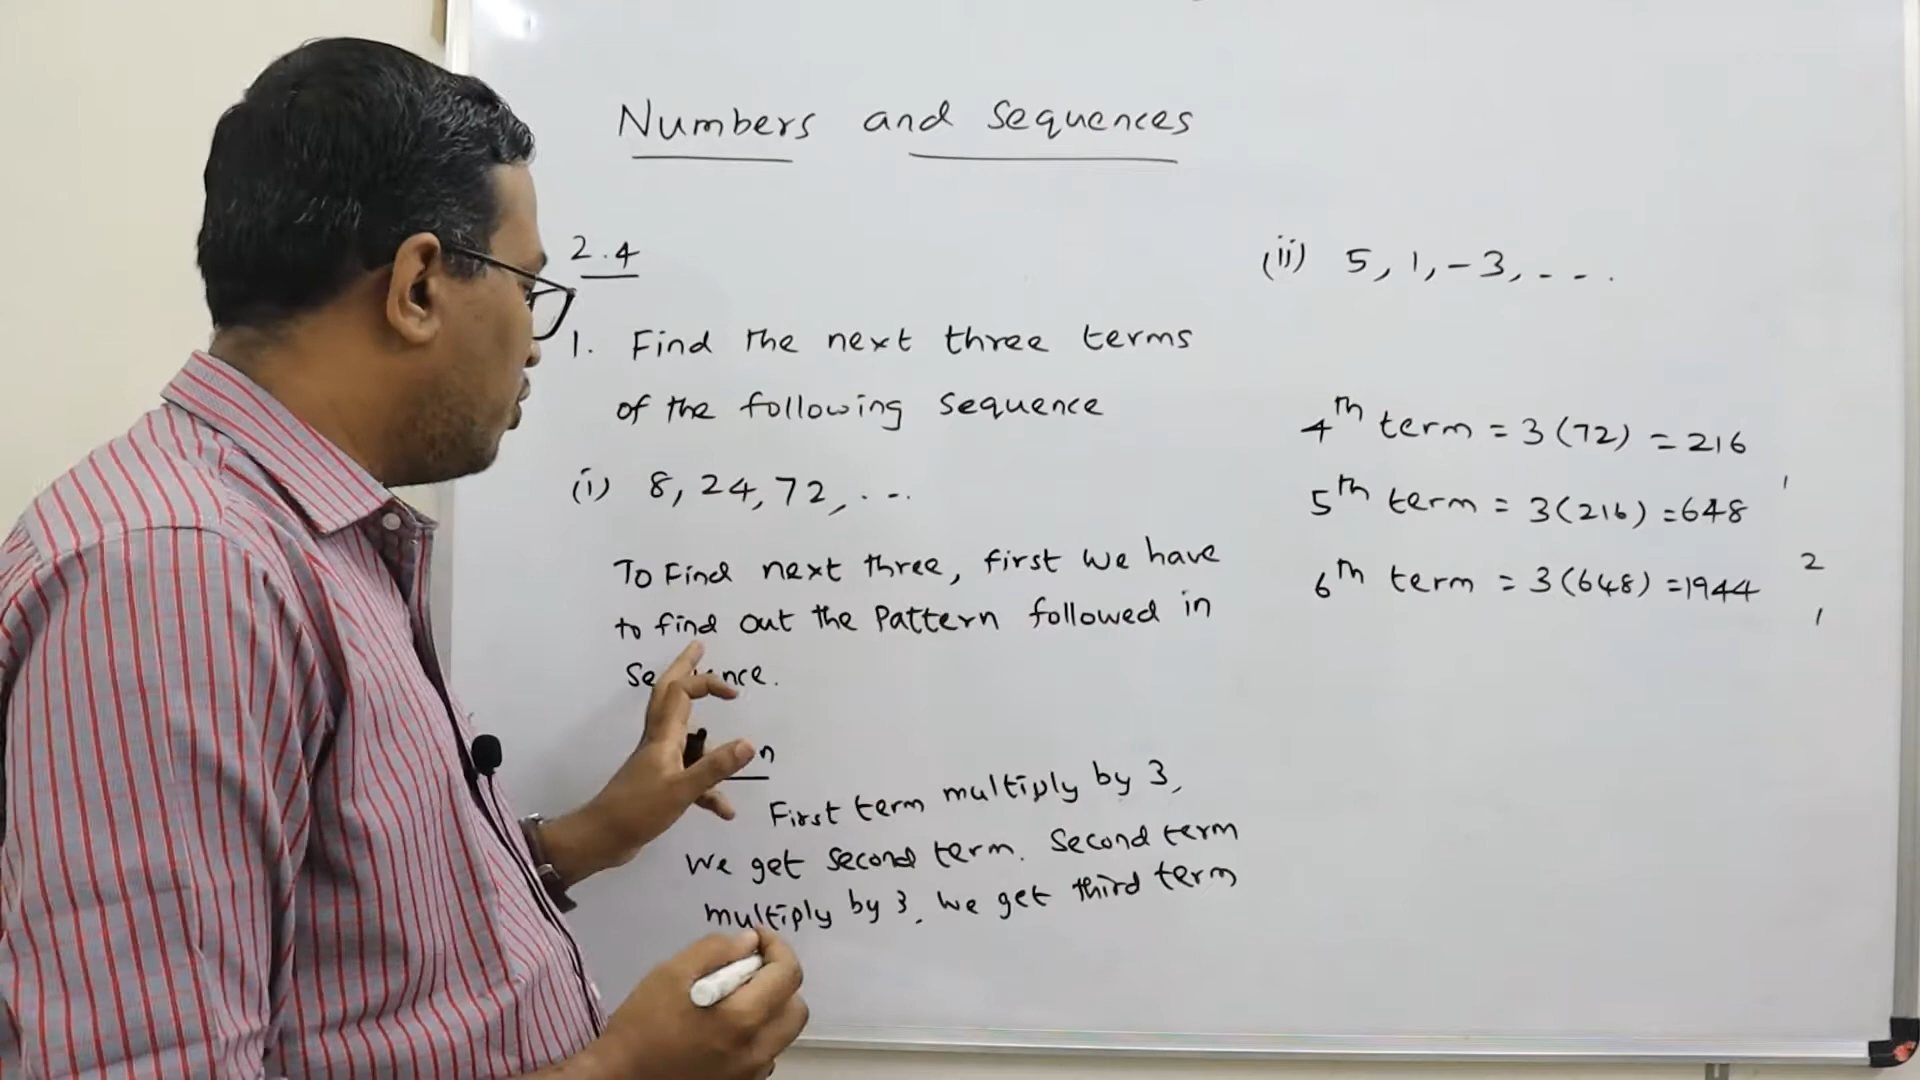 Numbers and Sequences
2.4
1. Find the next three terms
of the following sequence
(i) 8, 24, 72, ...
To Find next three, first we have
to find out the pattern followed in
First term multiply by 3,
we get second term. Second term
multiply by 3, we get third term
(ii) 5, 1, -3, - - .
4th term = 3(72) = 216
5th term = 3(216) = 648
6th term = 3(648) = 1944
1
2
1